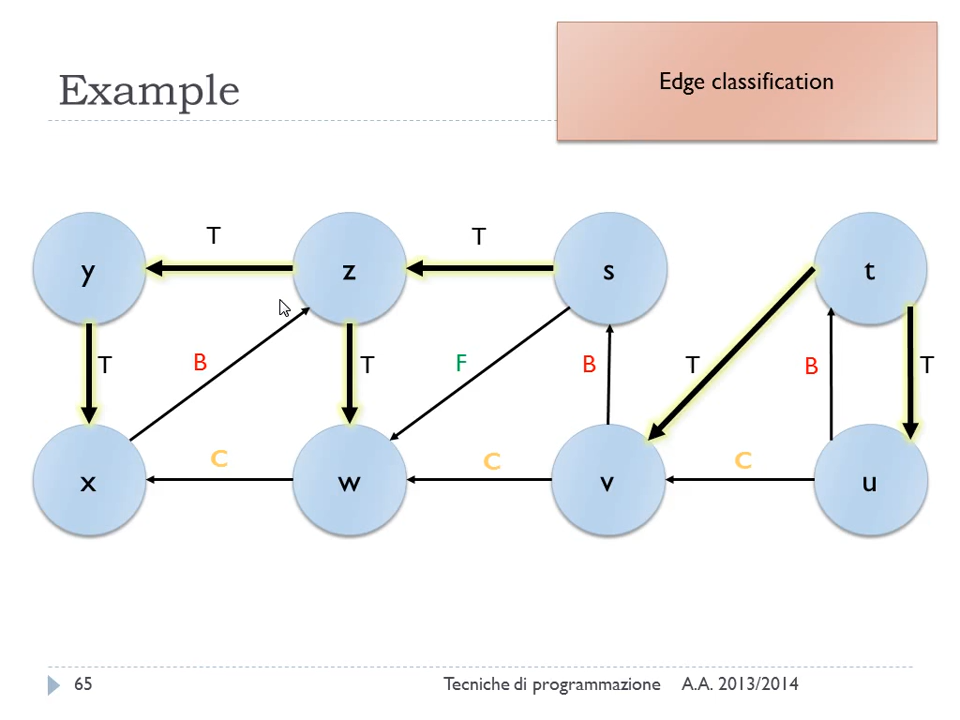 Example
Edge classification
T
T
y
z
s
t
T
B
T
F
B
T
B
T
C
C
C
x
w
v
u
65
Tecniche di programmazione A.A. 2013/2014